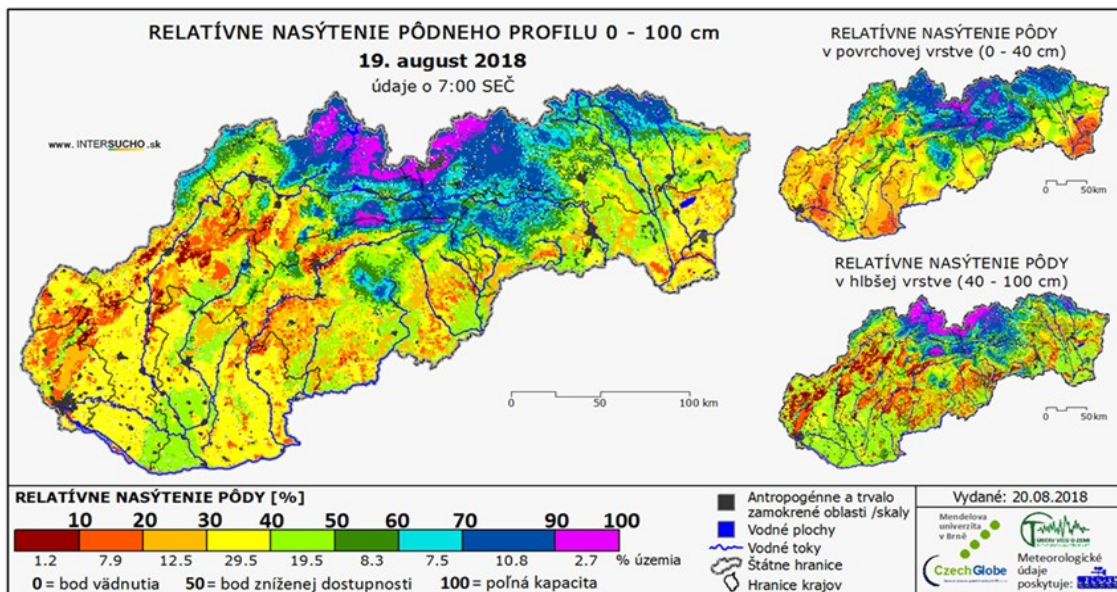 RELATÍVNE NASÝTENIE PÔDNEHO PROFILU 0 - 100 cm
19. august 2018
údaje o 7:00 SEČ
www. INTERSUCHO.sk
0 50 100 km
RELATÍVNE NASÝTENIE PÔDY
v povrchovej vrstve (0 - 40 cm)
0 50km
RELATÍVNE NASÝTENIE PÔDY
v hlbšej vrstve (40 - 100 cm)
0 50km
RELATÍVNE NASÝTENIE PÔDY [%]
10 20 30 40 50 60 70 90 100
1.2 7.9 12.5 29.5 19.5 8.3 7.5 10.8 2.7 % územia
0 = bod vädnutia 50 = bod zníženej dostupnosti 100 = poľná kapacita
Antropogénne a trvalo
zamokrené oblasti /skaly
Vodné plochy
Vodné toky
Štátne hranice
Hranice krajov
Vydané: 20.08.2018
Mendelova
univerzita
v Brně
CzechGlobe
Meteorologické
údaje
poskytuje: